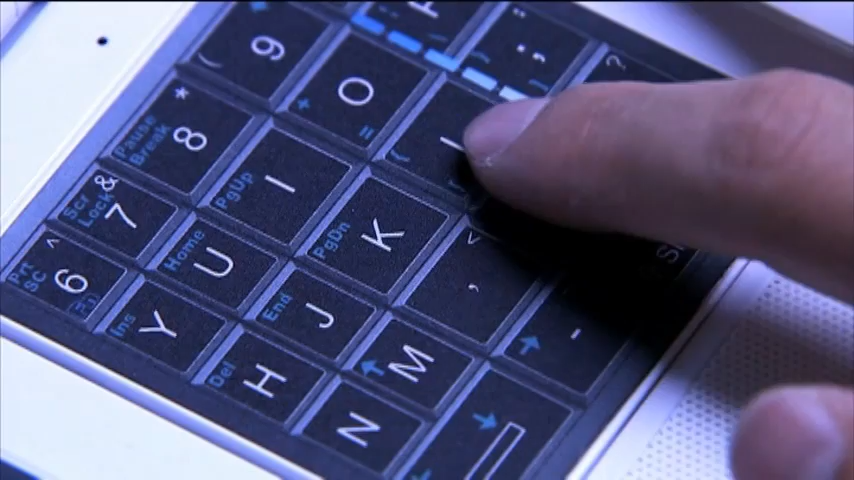 Prt SC ^ 6
Scr Lock & 7
Pause Break * 8
( 9
Ins Y
Home U
PgUp I
+ O =
Del H
End J
PgDn K
{ L [
: ;
?
N
← M
< ,
-